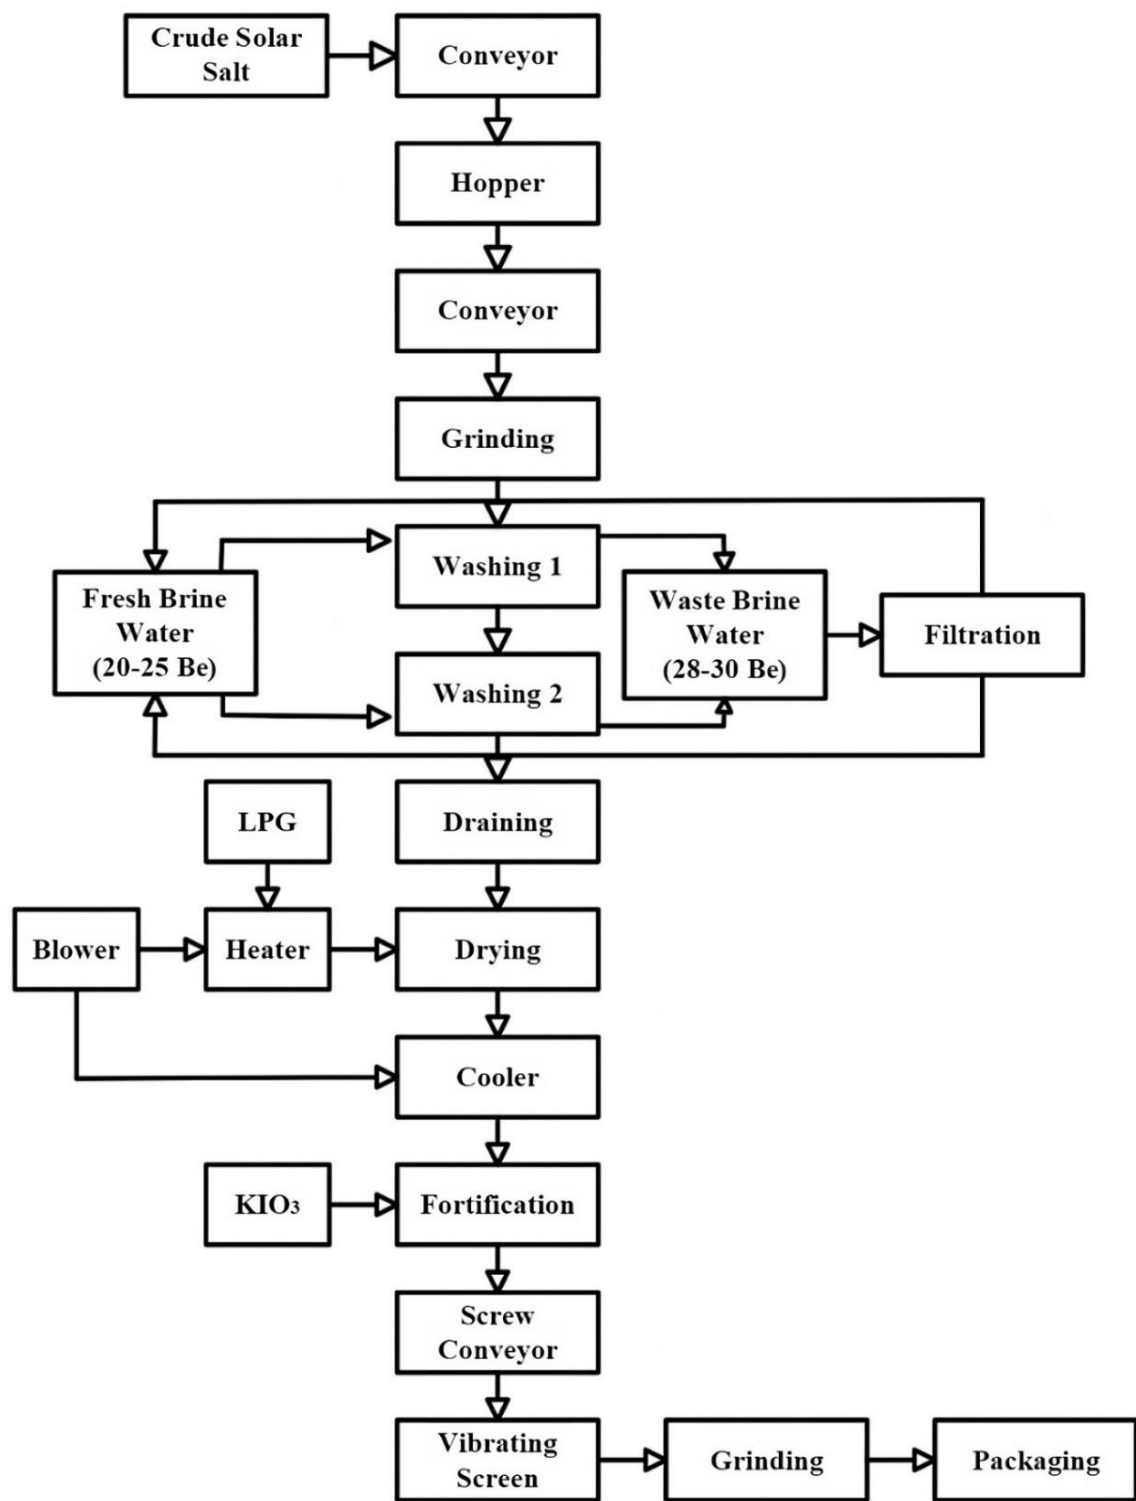 Crude Solar
Salt
Conveyor
Hopper
Conveyor
Grinding
Washing 1
Fresh Brine
Water
(20-25 Be)
Waste Brine
Water
(28-30 Be)
Filtration
Washing 2
LPG
Draining
Blower
Heater
Drying
Cooler
KIO₃
Fortification
Screw
Conveyor
Vibrating
Screen
Grinding
Packaging